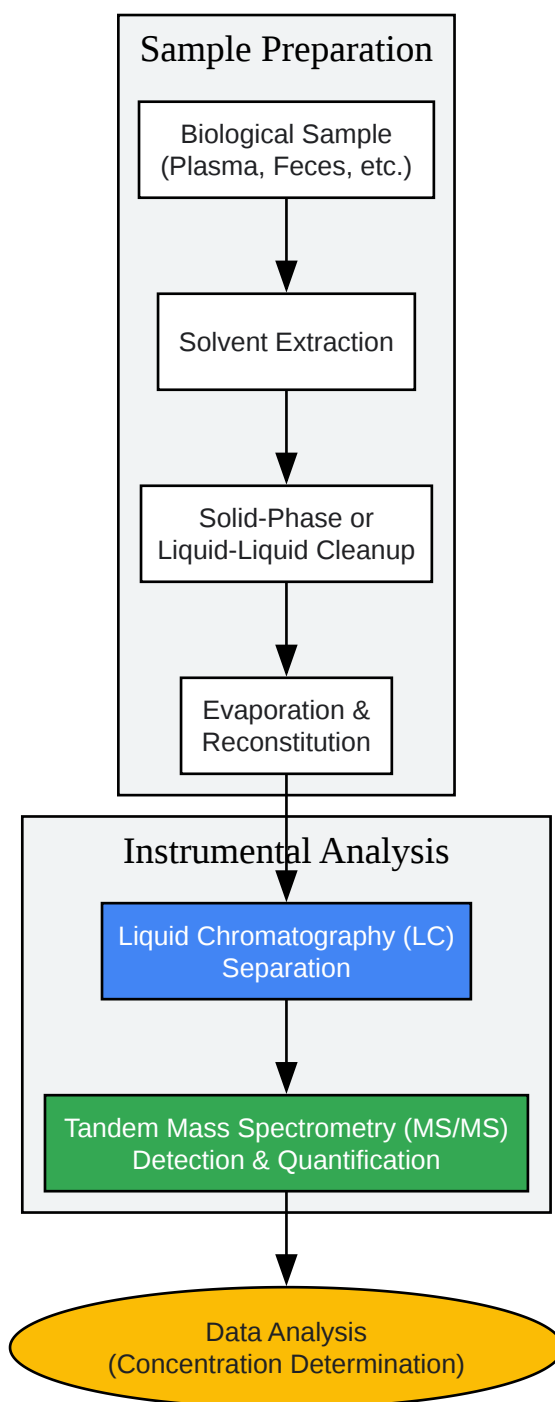 Sample Preparation
Biological Sample
(Plasma, Feces, etc.)
Solvent Extraction
Solid-Phase or
Liquid-Liquid Cleanup
Evaporation &
Reconstitution
Instrumental Analysis
Liquid Chromatography (LC)
Separation
Tandem Mass Spectrometry (MS/MS)
Detection & Quantification
Data Analysis
(Concentration Determination)